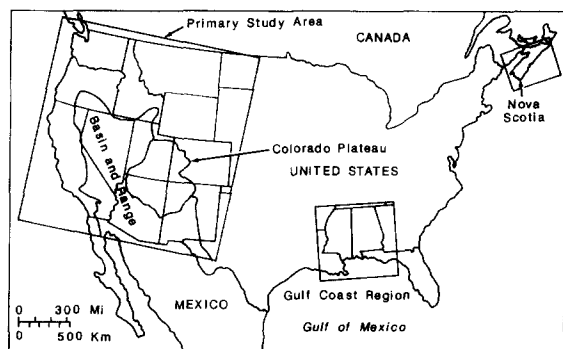 Primary Study Area
CANADA
Nova
Scotia
Basin and Range
Colorado Plateau
UNITED STATES
MEXICO
Gulf Coast Region
Gulf of Mexico
0 300 Mi
0 500 Km